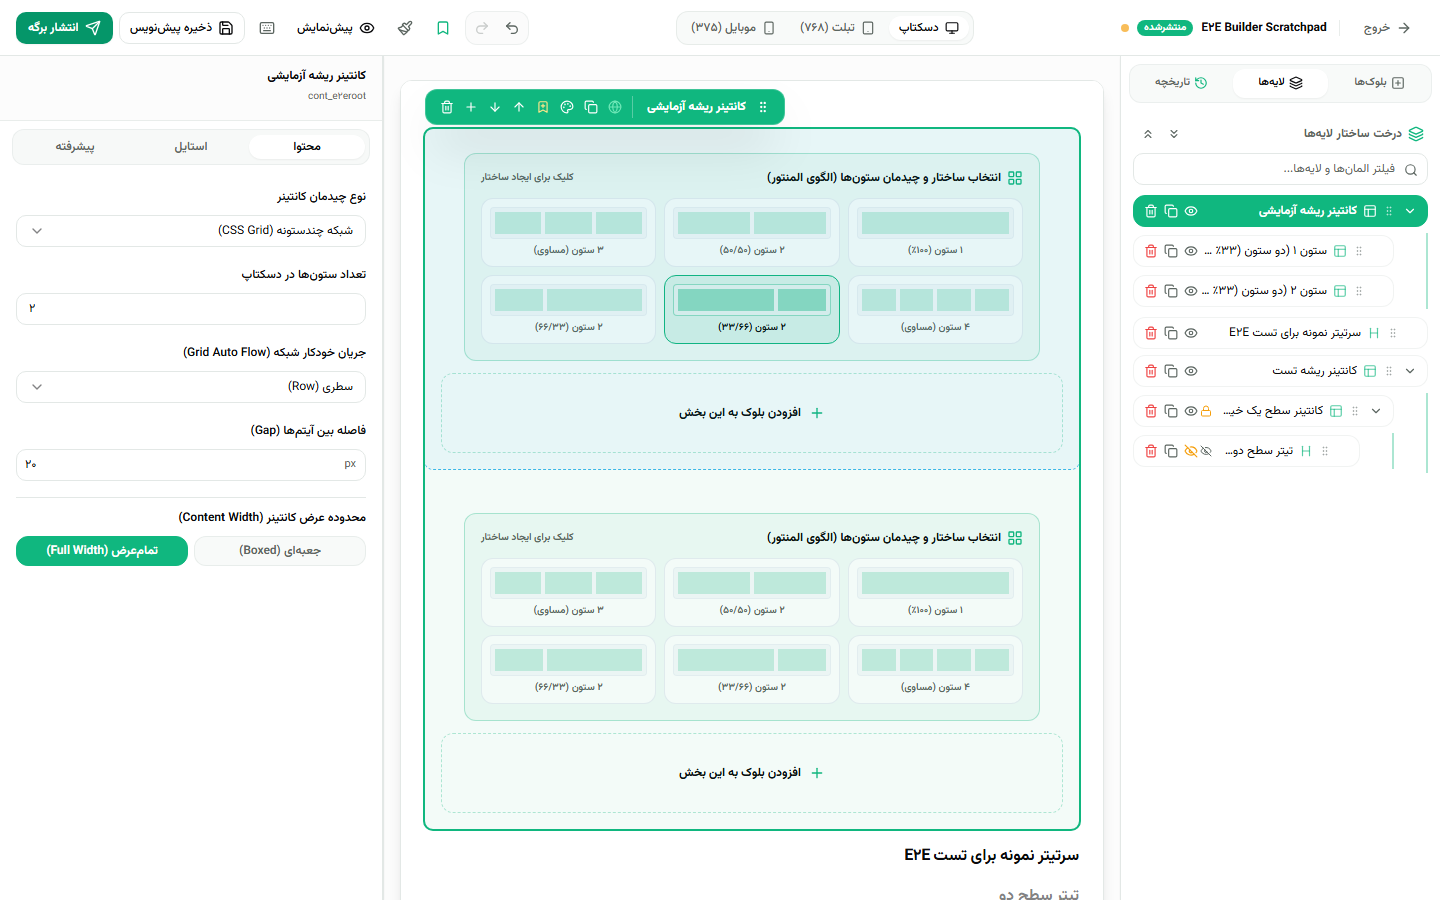 خروج
E2E Builder Scratchpad
منتشرشده
دسکتاپ
تبلت (۷۶۸)
موبایل (۳۷۵)
پیش‌نمایش
ذخیره پیش‌نویس
انتشار برگه
بلوک‌ها
لایه‌ها
تاریخچه
درخت ساختار لایه‌ها
فیلتر المان‌ها و لایه‌ها...
کانتینر ریشه آزمایشی
ستون ۱ (دو ستون (۳۳٪ ...
ستون ۲ (دو ستون (۳۳٪ ...
سرتیتر نمونه برای تست E2E
کانتینر ریشه تست
کانتینر سطح یک خی...
تیتر سطح دو...
کانتینر ریشه آزمایشی
انتخاب ساختار و چیدمان ستون‌ها (الگوی المنتور)
کلیک برای ایجاد ساختار
۱ ستون (۱۰۰٪)
۲ ستون (۵۰/۵۰)
۳ ستون (مساوی)
۴ ستون (مساوی)
۲ ستون (۳۳/۶۶)
۲ ستون (۶۶/۳۳)
افزودن بلوک به این بخش
انتخاب ساختار و چیدمان ستون‌ها (الگوی المنتور)
کلیک برای ایجاد ساختار
۱ ستون (۱۰۰٪)
۲ ستون (۵۰/۵۰)
۳ ستون (مساوی)
۴ ستون (مساوی)
۲ ستون (۳۳/۶۶)
۲ ستون (۶۶/۳۳)
افزودن بلوک به این بخش
سرتیتر نمونه برای تست E2E
تیتر سطح دو
کانتینر ریشه آزمایشی
cont_e2eroot
محتوا
استایل
پیشرفته
نوع چیدمان کانتینر
شبکه چندستونه (CSS Grid)
تعداد ستون‌ها در دسکتاپ
۲
جریان خودکار شبکه (Grid Auto Flow)
سطری (Row)
فاصله بین آیتم‌ها (Gap)
۲۰
px
محدوده عرض کانتینر (Content Width)
جعبه‌ای (Boxed)
تمام‌عرض (Full Width)